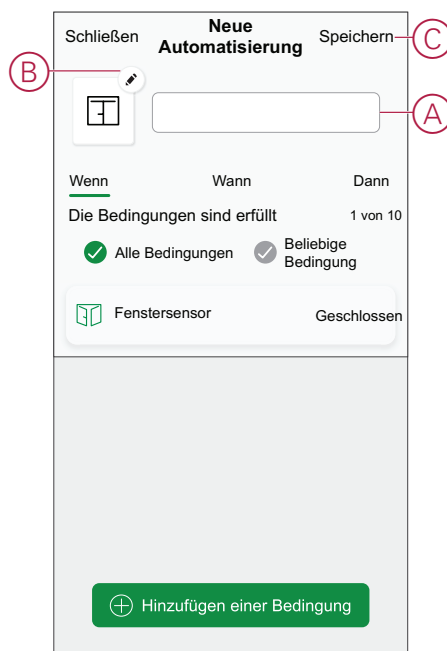 Schließen
Neue
Automatisierung
Speichern
C
B
A
Wenn
Wann
Dann
Die Bedingungen sind erfüllt
1 von 10
Alle Bedingungen
Beliebige
Bedingung
Fenstersensor
Geschlossen
Hinzufügen einer Bedingung